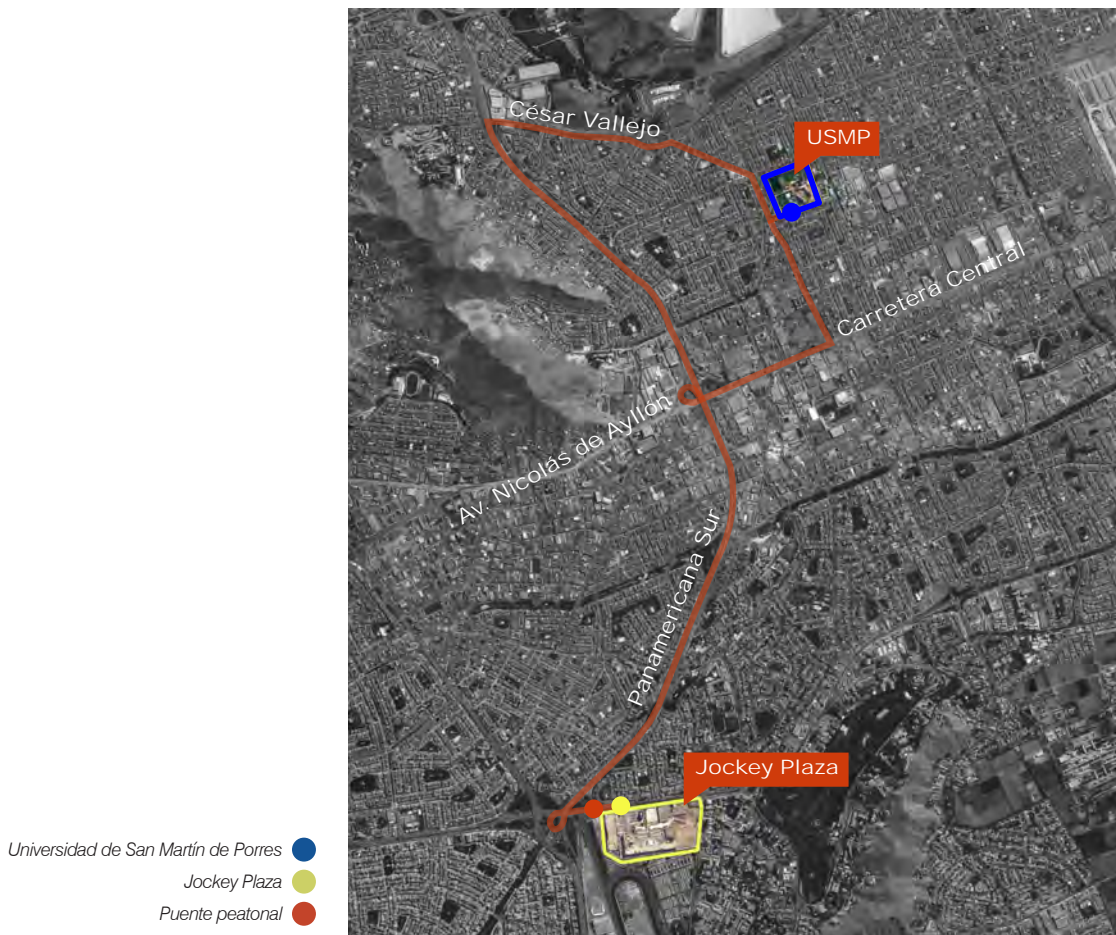 César Vallejo
USMP
Carretera Central
Av. Nicolás de Ayllón
Panamericana Sur
Jockey Plaza
Universidad de San Martín de Porres
Jockey Plaza
Puente peatonal